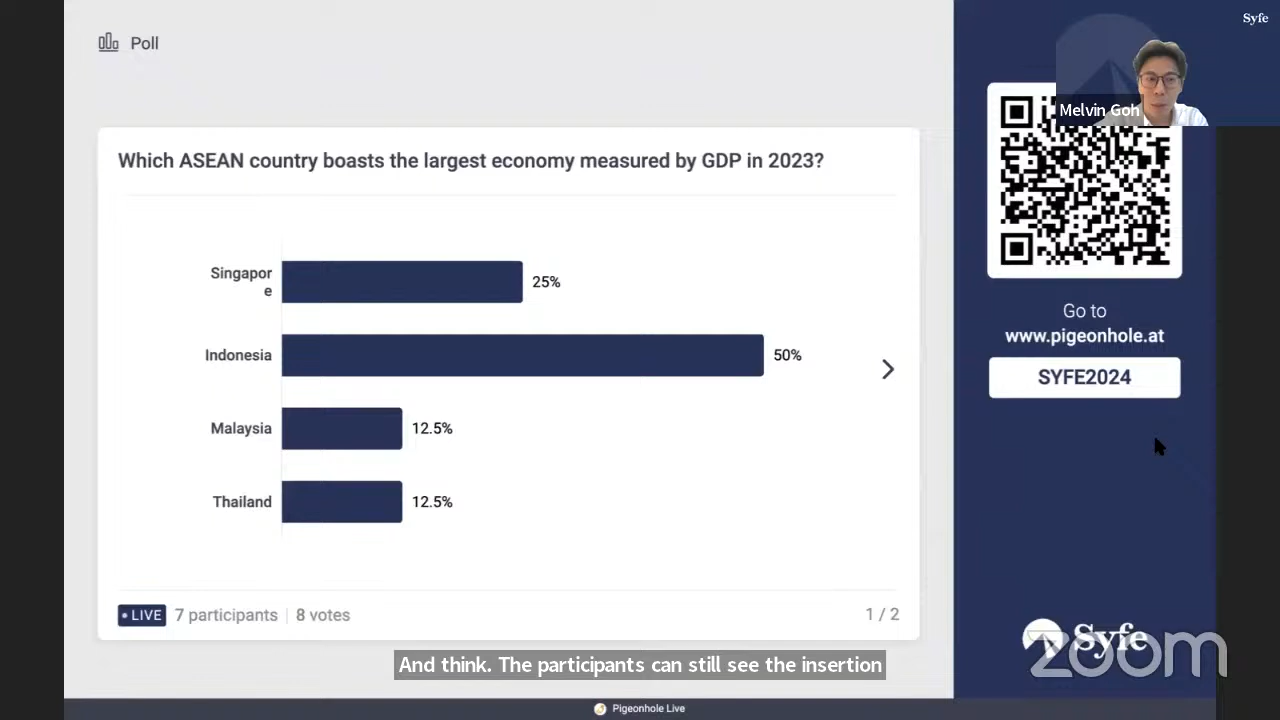 Poll
Which ASEAN country boasts the largest economy measured by GDP in 2023?
Singapor
e
25%
Indonesia
50%
Malaysia
12.5%
Thailand
12.5%
• LIVE
7 participants
8 votes
1 / 2
Syfe
Melvin Goh
Go to
www.pigeonhole.at
SYFE2024
Syfe
zoom
And think. The participants can still see the insertion
Pigeonhole Live